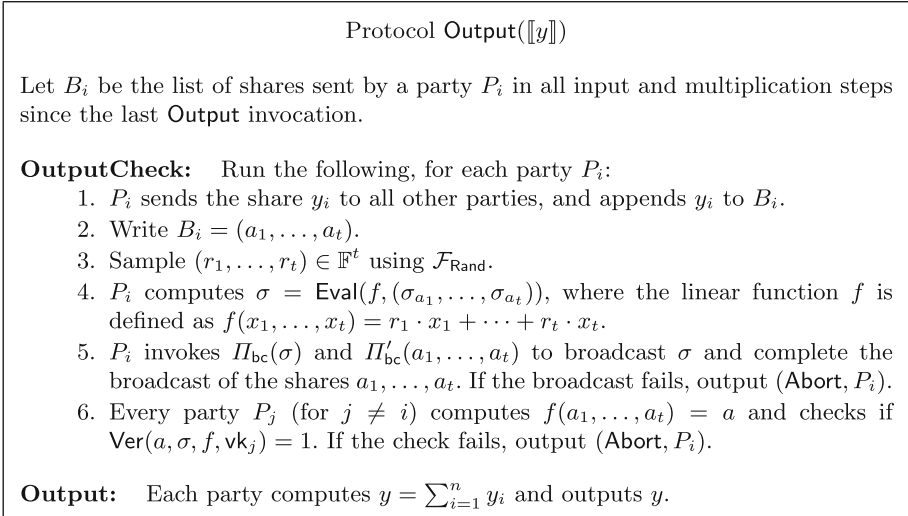 Protocol Output(⟦y⟧)
Let B_i be the list of shares sent by a party P_i in all input and multiplication steps
since the last Output invocation.
OutputCheck: Run the following, for each party P_i:
1. P_i sends the share y_i to all other parties, and appends y_i to B_i.
2. Write B_i = (a_1, . . . , a_t).
3. Sample (r_1, . . . , r_t) ∈ 𝔽^t using ℱ_Rand.
4. P_i computes σ = Eval(f, (σ_{a_1}, . . . , σ_{a_t})), where the linear function f is
defined as f(x_1, . . . , x_t) = r_1 · x_1 + · · · + r_t · x_t.
5. P_i invokes Π_bc(σ) and Π′_bc(a_1, . . . , a_t) to broadcast σ and complete the
broadcast of the shares a_1, . . . , a_t. If the broadcast fails, output (Abort, P_i).
6. Every party P_j (for j ≠ i) computes f(a_1, . . . , a_t) = a and checks if
Ver(a, σ, f, vk_j) = 1. If the check fails, output (Abort, P_i).
Output: Each party computes y = ∑_{i=1}^n y_i and outputs y.